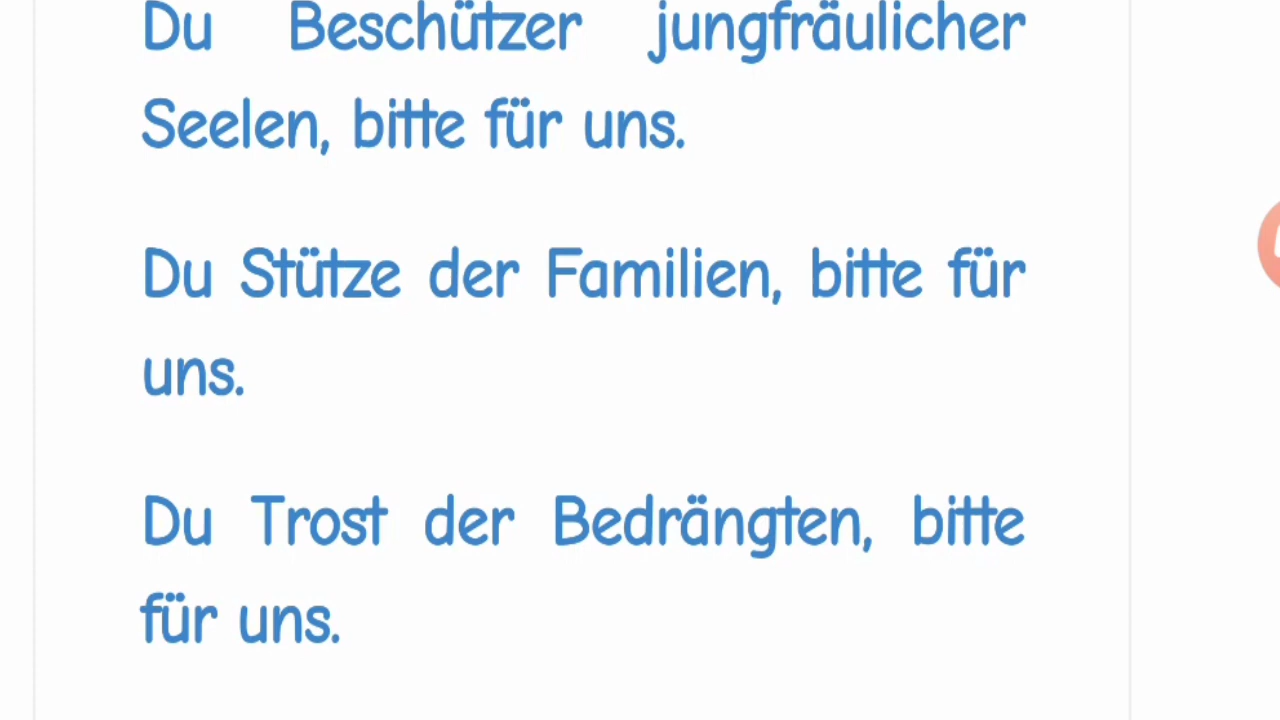 Du Beschützer jungfräulicher
Seelen, bitte für uns.
Du Stütze der Familien, bitte für
uns.
Du Trost der Bedrängten, bitte
für uns.